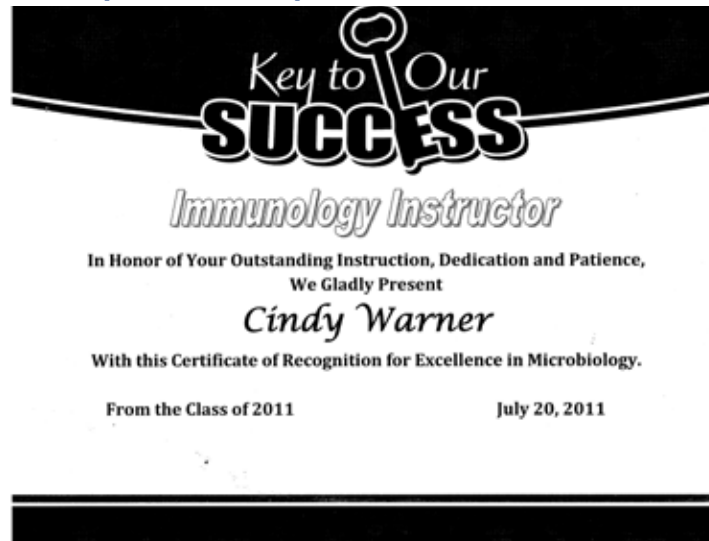 Key to Our
SUCCESS
Immunology Instructor
In Honor of Your Outstanding Instruction, Dedication and Patience,
We Gladly Present
Cindy Warner
With this Certificate of Recognition for Excellence in Microbiology.
From the Class of 2011 July 20, 2011